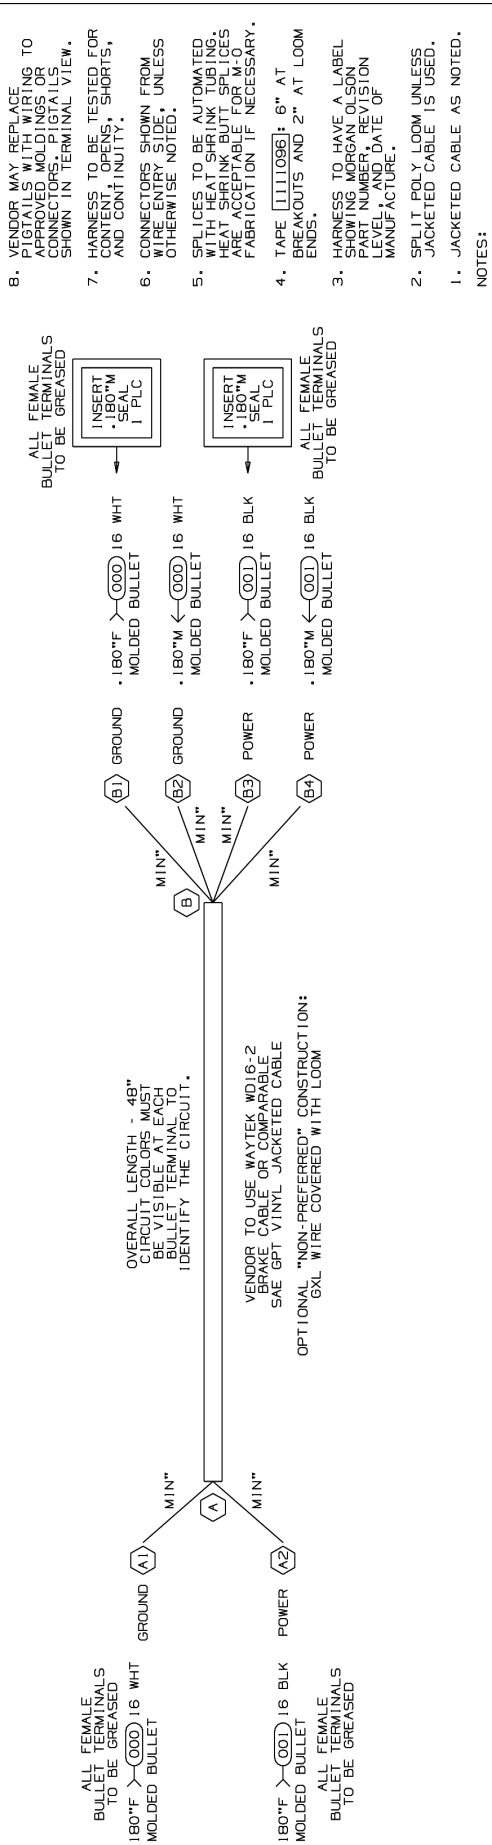 ALL FEMALE
BULLET TERMINALS
TO BE GREASED
180"F 000 16 WHT
MOLDED BULLET
GROUND
A1
MIN"
A
MIN"
180"F 001 16 BLK
MOLDED BULLET
POWER
A2
ALL FEMALE
BULLET TERMINALS
TO BE GREASED
OVERALL LENGTH - 48"
CIRCUIT COLORS MUST
BE VISIBLE AT EACH
BULLET TERMINAL TO
IDENTIFY THE CIRCUIT.
VENDOR TO USE WAYTEK WD16-2
BRAKE CABLE OR COMPARABLE
SAE GPT VINYL JACKETED CABLE
OPTIONAL "NON-PREFERRED" CONSTRUCTION:
GXL WIRE COVERED WITH LOOM
B
MIN"
MIN"
MIN"
MIN"
B1 GROUND .180"F 000 16 WHT
MOLDED BULLET
B2 GROUND .180"M 000 16 WHT
MOLDED BULLET
B3 POWER .180"F 001 16 BLK
MOLDED BULLET
B4 POWER .180"M 001 16 BLK
MOLDED BULLET
ALL FEMALE
BULLET TERMINALS
TO BE GREASED
INSERT
.180"M
SEAL
1 PLC
INSERT
.180"M
SEAL
1 PLC
ALL FEMALE
BULLET TERMINALS
TO BE GREASED
8. VENDOR MAY REPLACE
PIGTAILS WITH WIRING TO
APPROVED MOLDINGS OR
CONNECTORS. PIGTAILS
SHOWN IN TERMINAL VIEW.
7. HARNESS TO BE TESTED FOR
CONTENT, OPENS, SHORTS,
AND CONTINUITY.
6. CONNECTORS SHOWN FROM
WIRE ENTRY SIDE, UNLESS
OTHERWISE NOTED.
5. SPLICES TO BE AUTOMATED
WITH HEAT SHRINK TUBING.
HEAT SHRINK BUTT SPLICES
ARE ACCEPTABLE FOR M-O
FABRICATION IF NECESSARY.
4. TAPE 1111096: 6" AT
BREAKOUTS AND 2" AT LOOM
ENDS.
3. HARNESS TO HAVE A LABEL
SHOWING MORGAN OLSON
PART NUMBER, REVISION
LEVEL, AND DATE OF
MANUFACTURE.
2. SPLIT POLY LOOM UNLESS
JACKETED CABLE IS USED.
1. JACKETED CABLE AS NOTED.
NOTES: